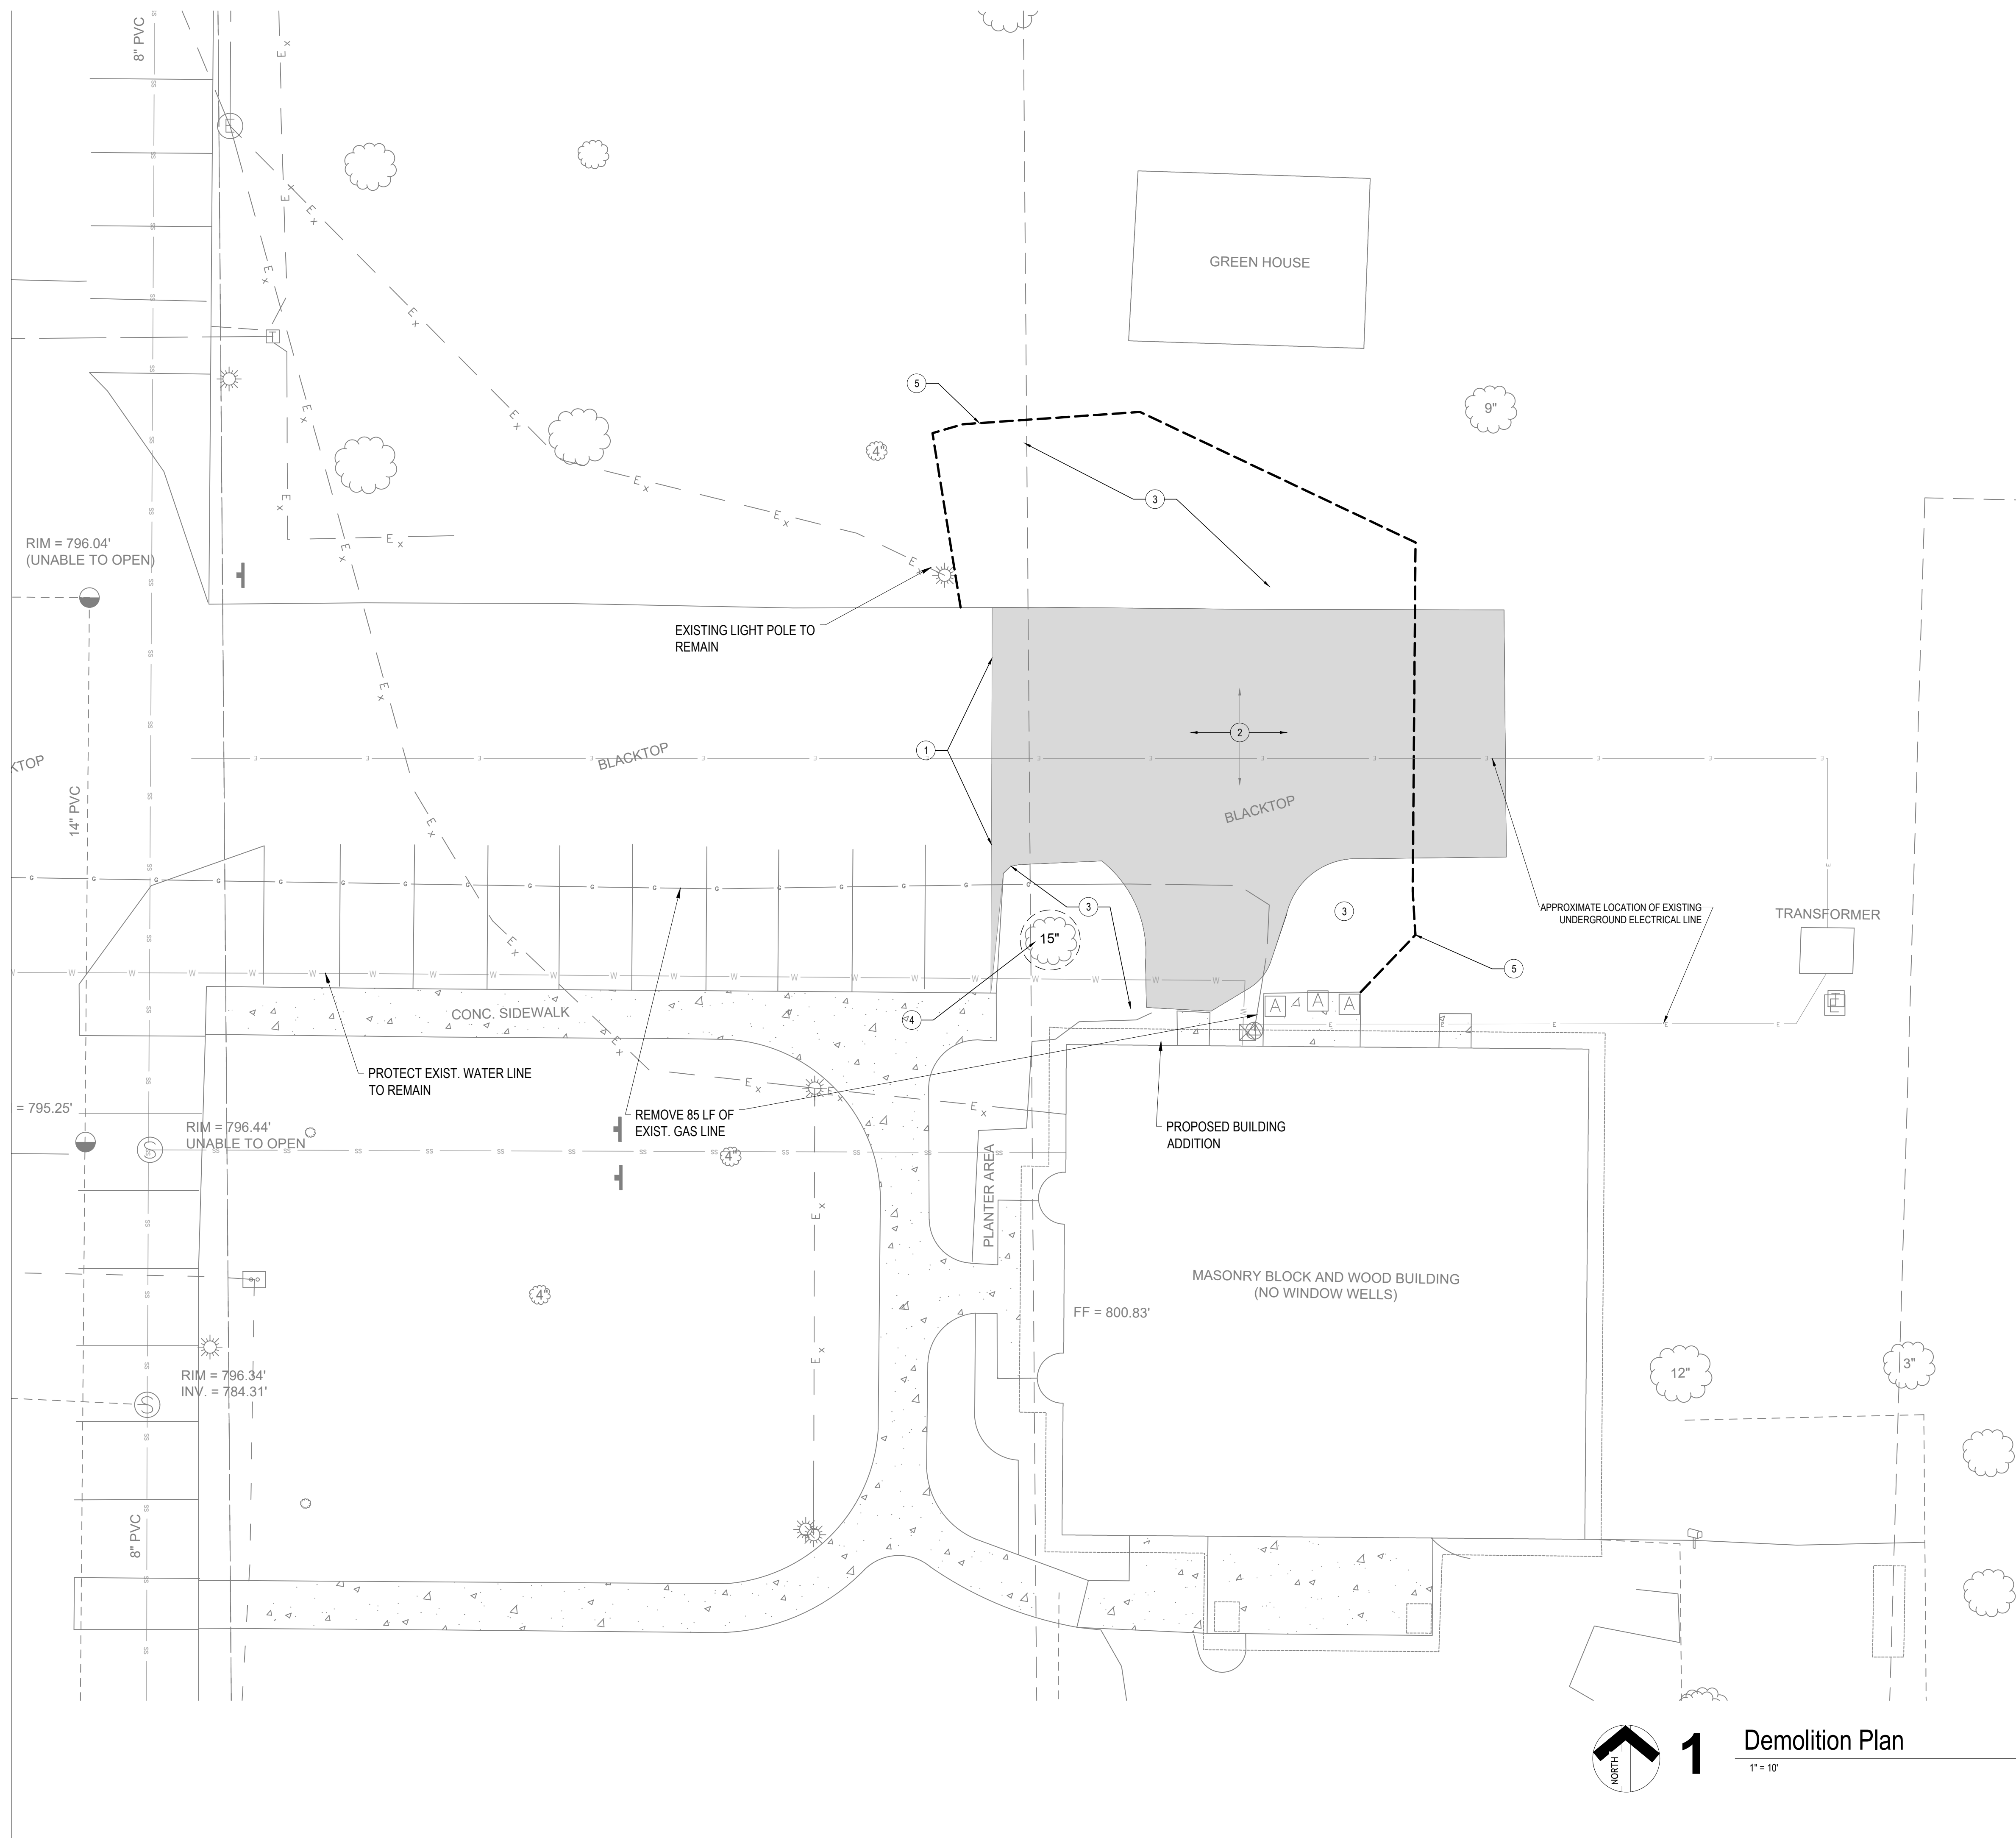 8" PVC
E
GREEN HOUSE
T
5
9"
4"
3
RIM = 796.04'
(UNABLE TO OPEN)
EXISTING LIGHT POLE TO
REMAIN
1
2
BLACKTOP
KTOP
14" PVC
BLACKTOP
3
3
15"
APPROXIMATE LOCATION OF EXISTING
UNDERGROUND ELECTRICAL LINE
TRANSFORMER
5
4
A A A
CONC. SIDEWALK
PROTECT EXIST. WATER LINE
TO REMAIN
= 795.25'
REMOVE 85 LF OF
EXIST. GAS LINE
RIM = 796.44'
UNABLE TO OPEN
S
4"
PROPOSED BUILDING
ADDITION
PLANTER AREA
4"
MASONRY BLOCK AND WOOD BUILDING
(NO WINDOW WELLS)
FF = 800.83'
RIM = 796.34'
INV. = 784.31'
S
12"
3"
8" PVC
NORTH
1
Demolition Plan
1" = 10'